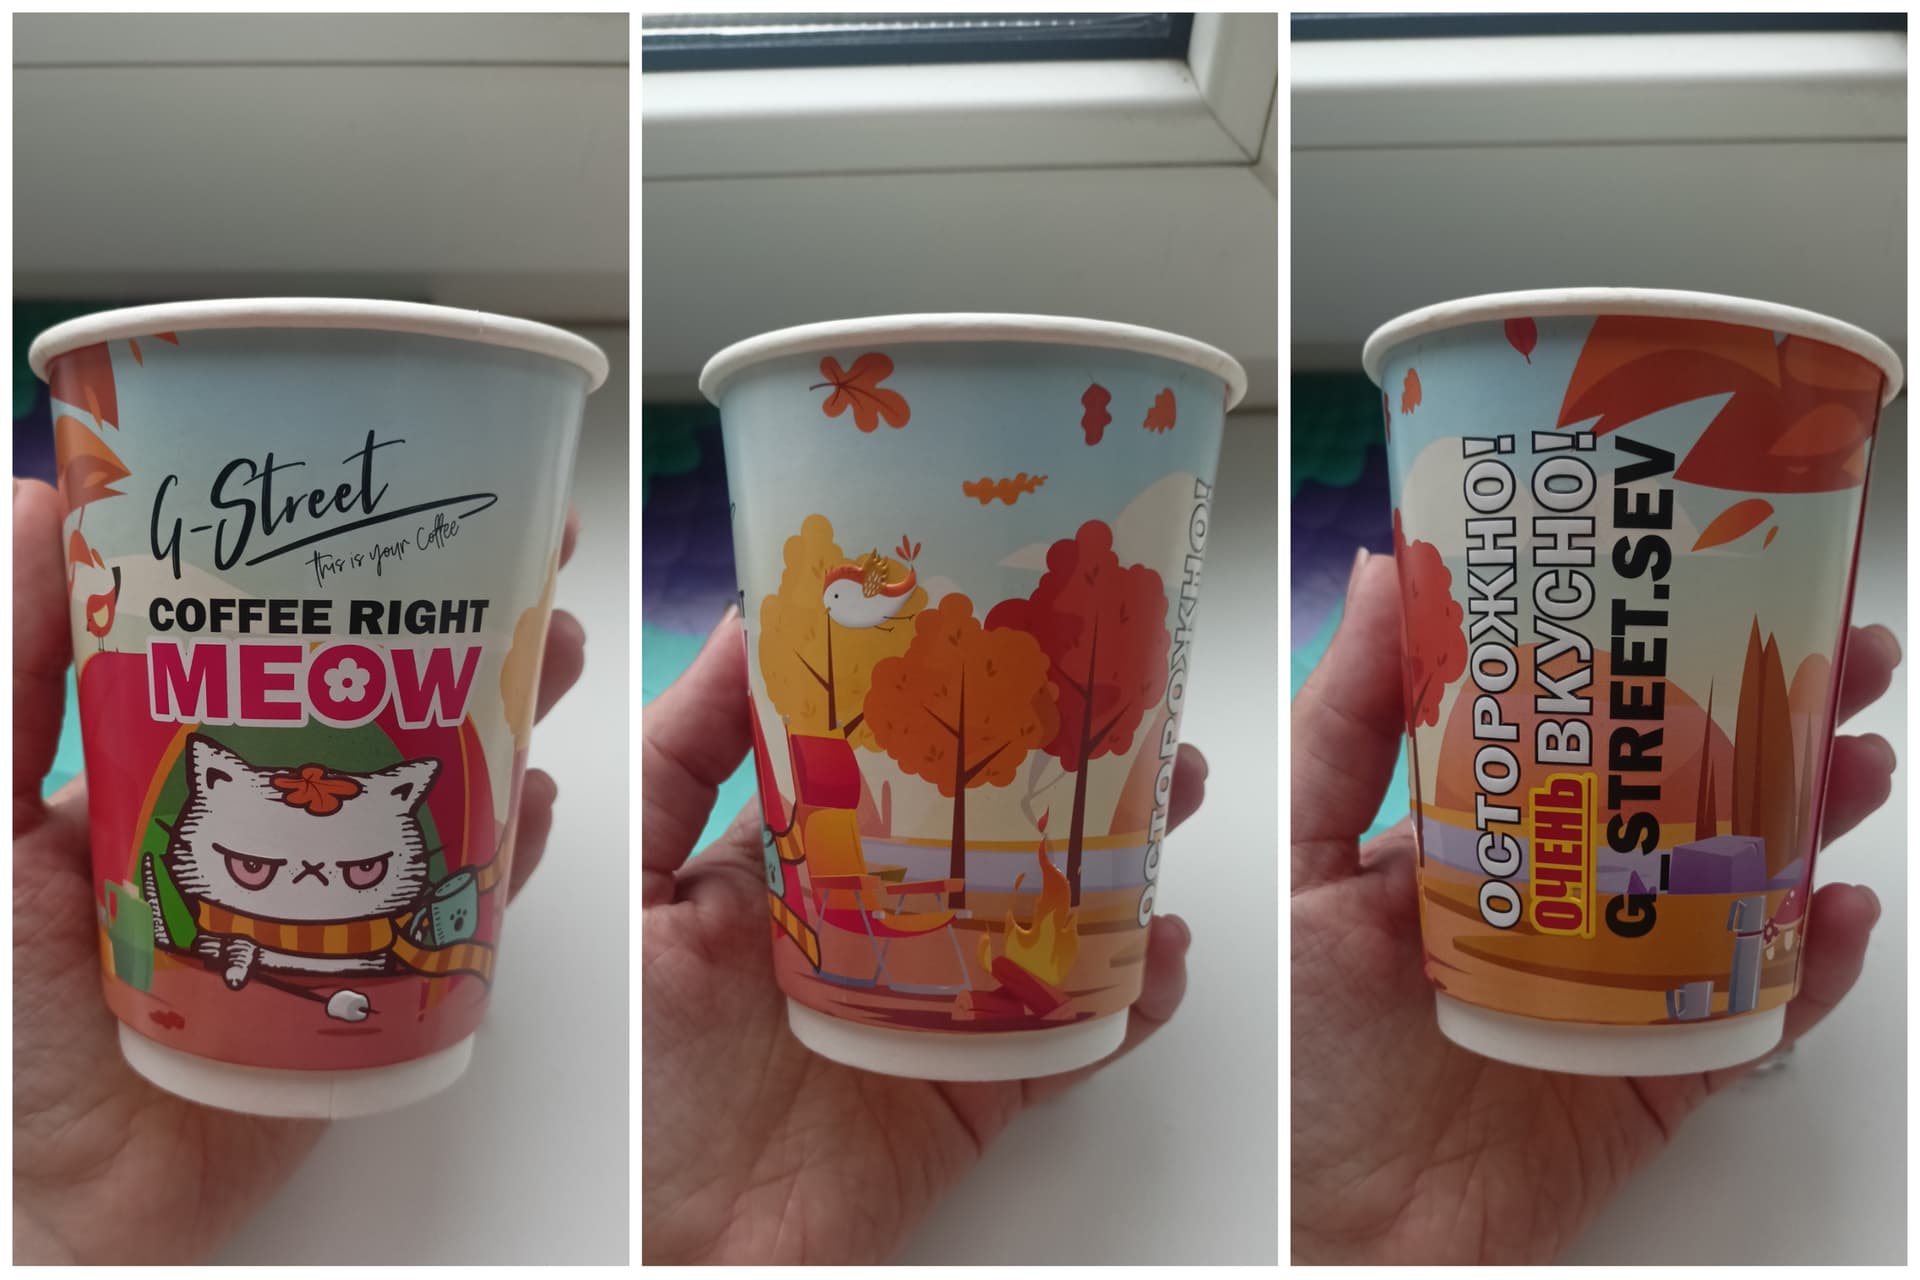 G-Street
this is your Coffee
COFFEE RIGHT
MEOW
ОСТОРОЖНО!
ОСТОРОЖНО!
ОЧЕНЬ ВКУСНО!
G_STREET.SEV